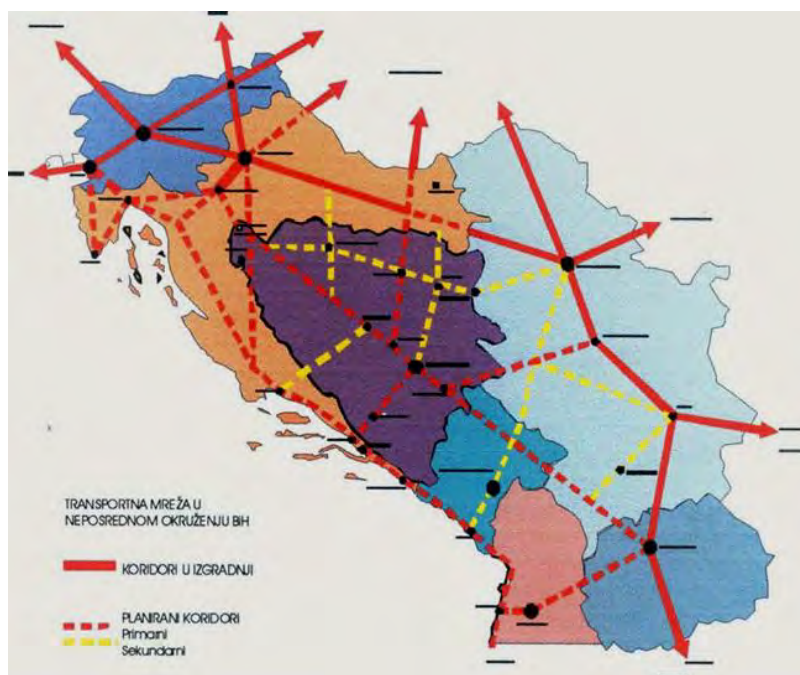 TRANSPORTNA MREŽA U
NEPOSREDNOM OKRUŽENJU BIH
KORIDORI U IZGRADNJI
PLANIRANI KORIDORI
Primarni
Sekundarni